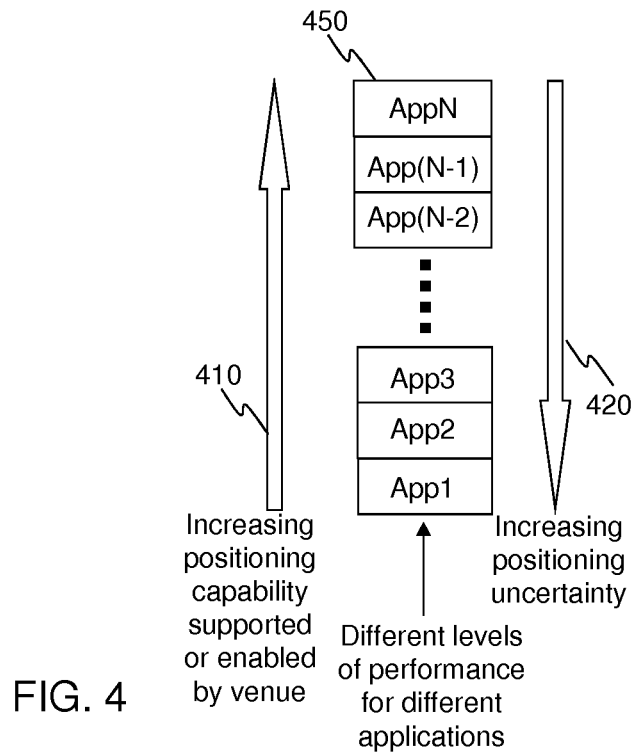 450
AppN
App(N-1)
App(N-2)
410
App3
420
App2
App1
Increasing
positioning
capability
supported
or enabled
by venue
Increasing
positioning
uncertainty
Different levels
of performance
for different
applications
FIG. 4